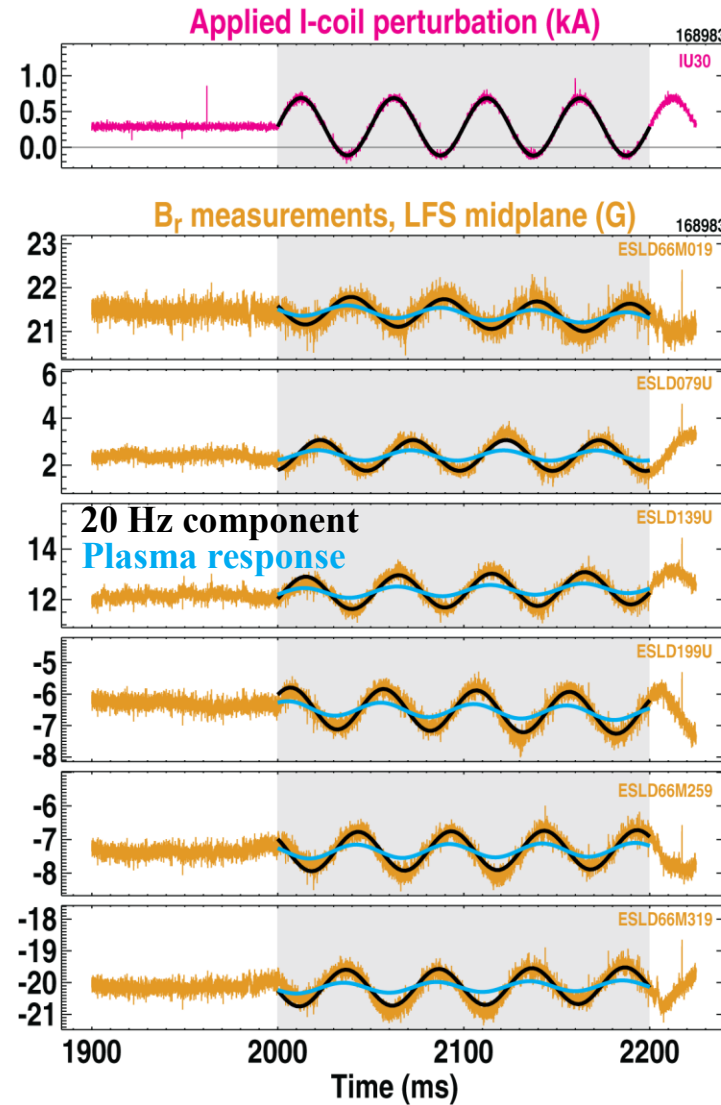 Applied I-coil perturbation (kA)
168983
IU30
1.0
0.5
0.0
Br measurements, LFS midplane (G)
168983
ESLD66M019
23
22
21
ESLD079U
6
4
2
20 Hz component
Plasma response
ESLD139U
14
12
ESLD199U
-5
-6
-7
-8
ESLD66M259
-6
-7
-8
ESLD66M319
-18
-19
-20
-21
1900 2000 2100 2200
Time (ms)